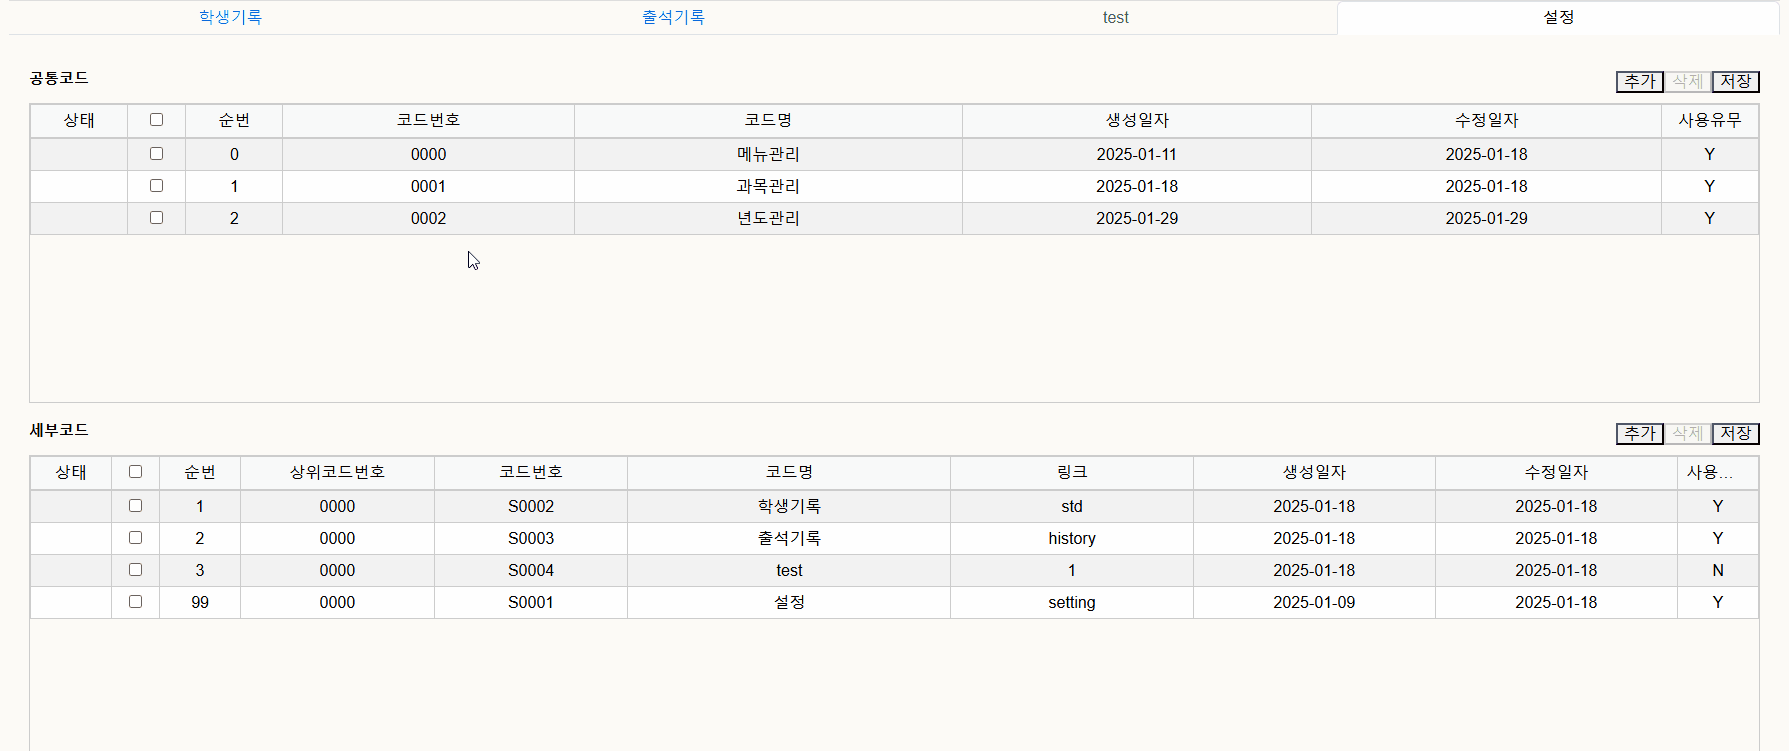 학생기록 출석기록 test 설정
공통코드 추가 삭제 저장
상태 순번 코드번호 코드명 생성일자 수정일자 사용유무
0 0000 메뉴관리 2025-01-11 2025-01-18 Y
1 0001 과목관리 2025-01-18 2025-01-18 Y
2 0002 년도관리 2025-01-29 2025-01-29 Y
세부코드 추가 삭제 저장
상태 순번 상위코드번호 코드번호 코드명 링크 생성일자 수정일자 사용...
1 0000 S0002 학생기록 std 2025-01-18 2025-01-18 Y
2 0000 S0003 출석기록 history 2025-01-18 2025-01-18 Y
3 0000 S0004 test 1 2025-01-18 2025-01-18 N
99 0000 S0001 설정 setting 2025-01-09 2025-01-18 Y